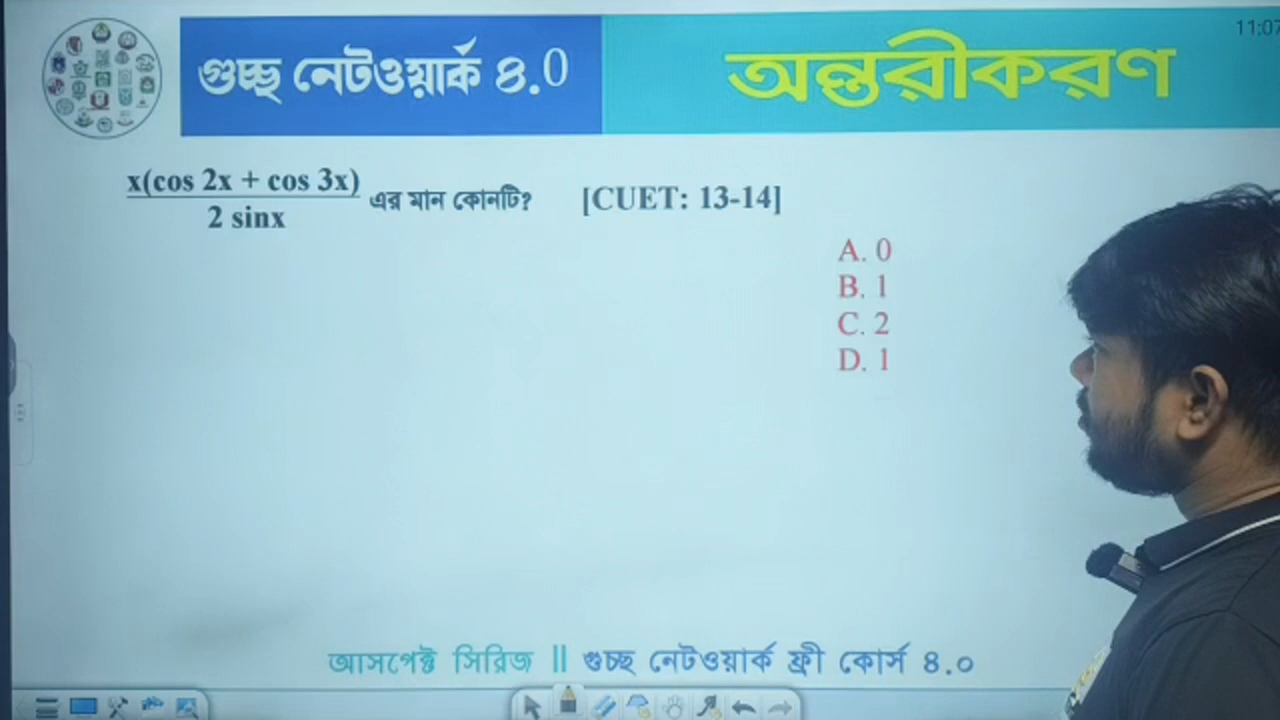 গুচ্ছ নেটওয়ার্ক ৪.0
অন্তরীকরণ
11:07
x(cos 2x + cos 3x)
2 sinx
এর মান কোনটি? [CUET: 13-14]
A. 0
B. 1
C. 2
D. 1
আসপেক্ট সিরিজ || গুচ্ছ নেটওয়ার্ক ফ্রী কোর্স ৪.০